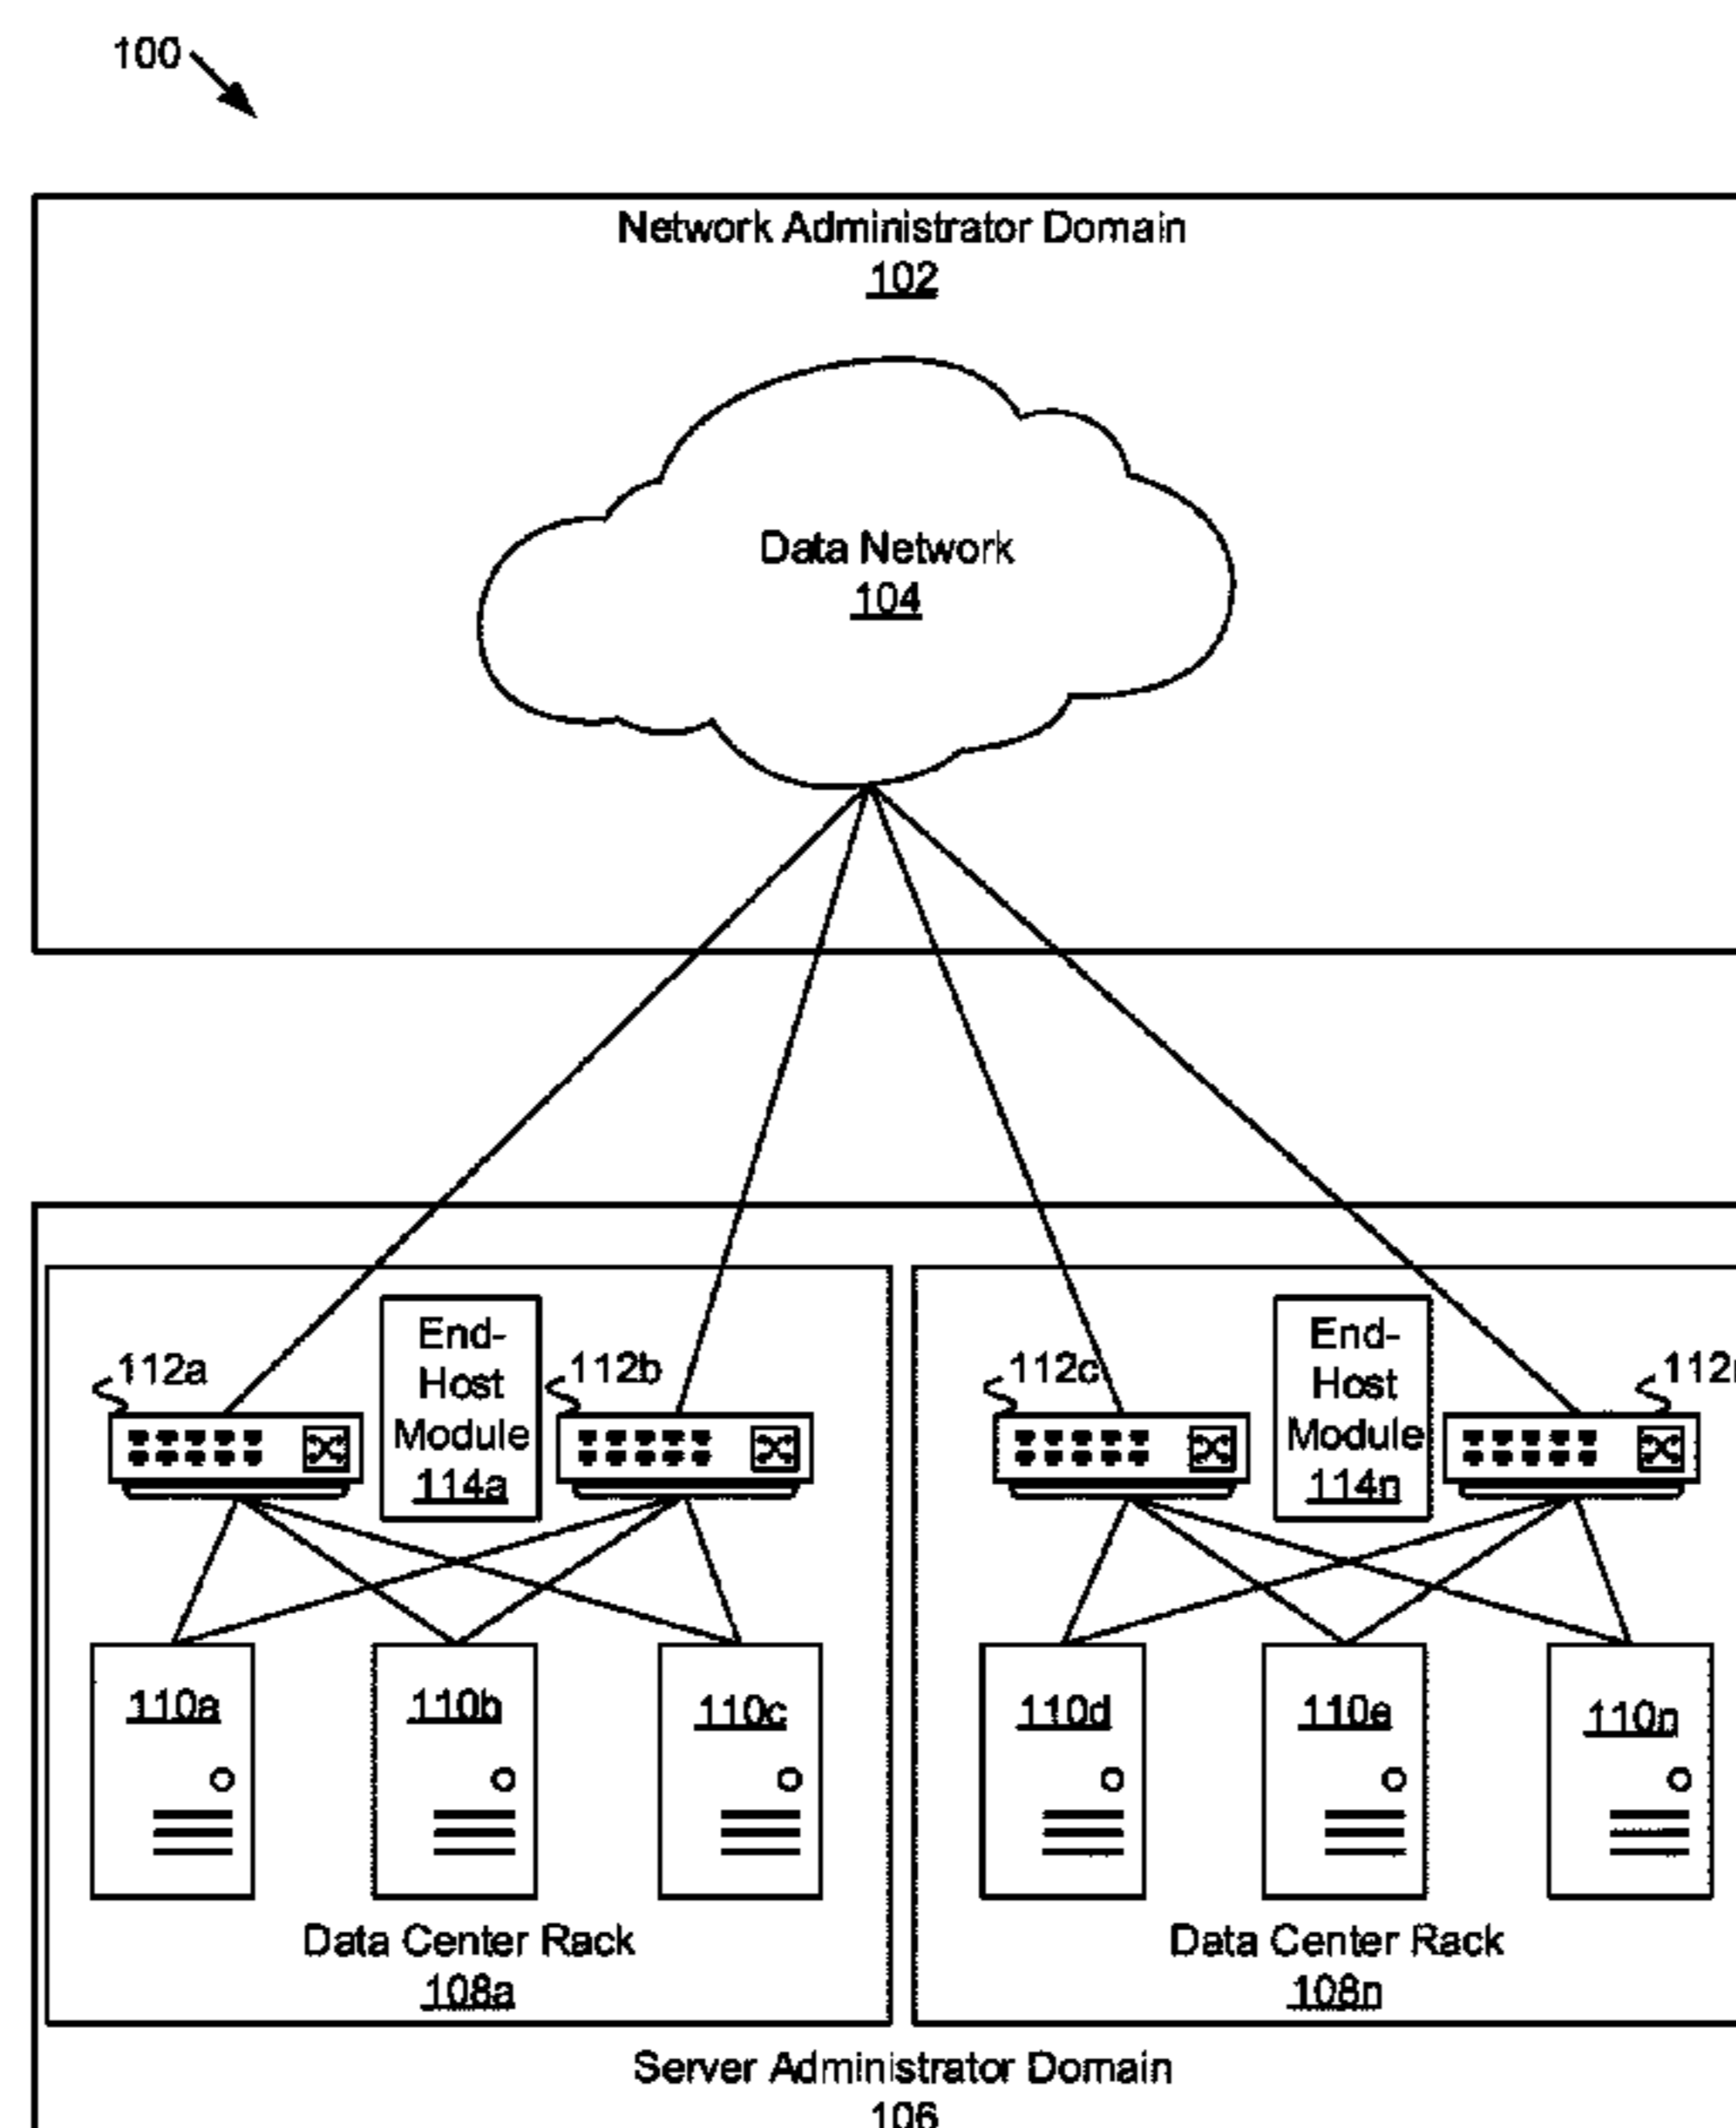 100
Network Administrator Domain
102
Data Network
104
End-
Host
Module
114a
End-
Host
Module
114n
112a
112b
112c
110a
110b
110c
110d
110e
110n
Data Center Rack
108a
Data Center Rack
108n
Server Administrator Domain
106